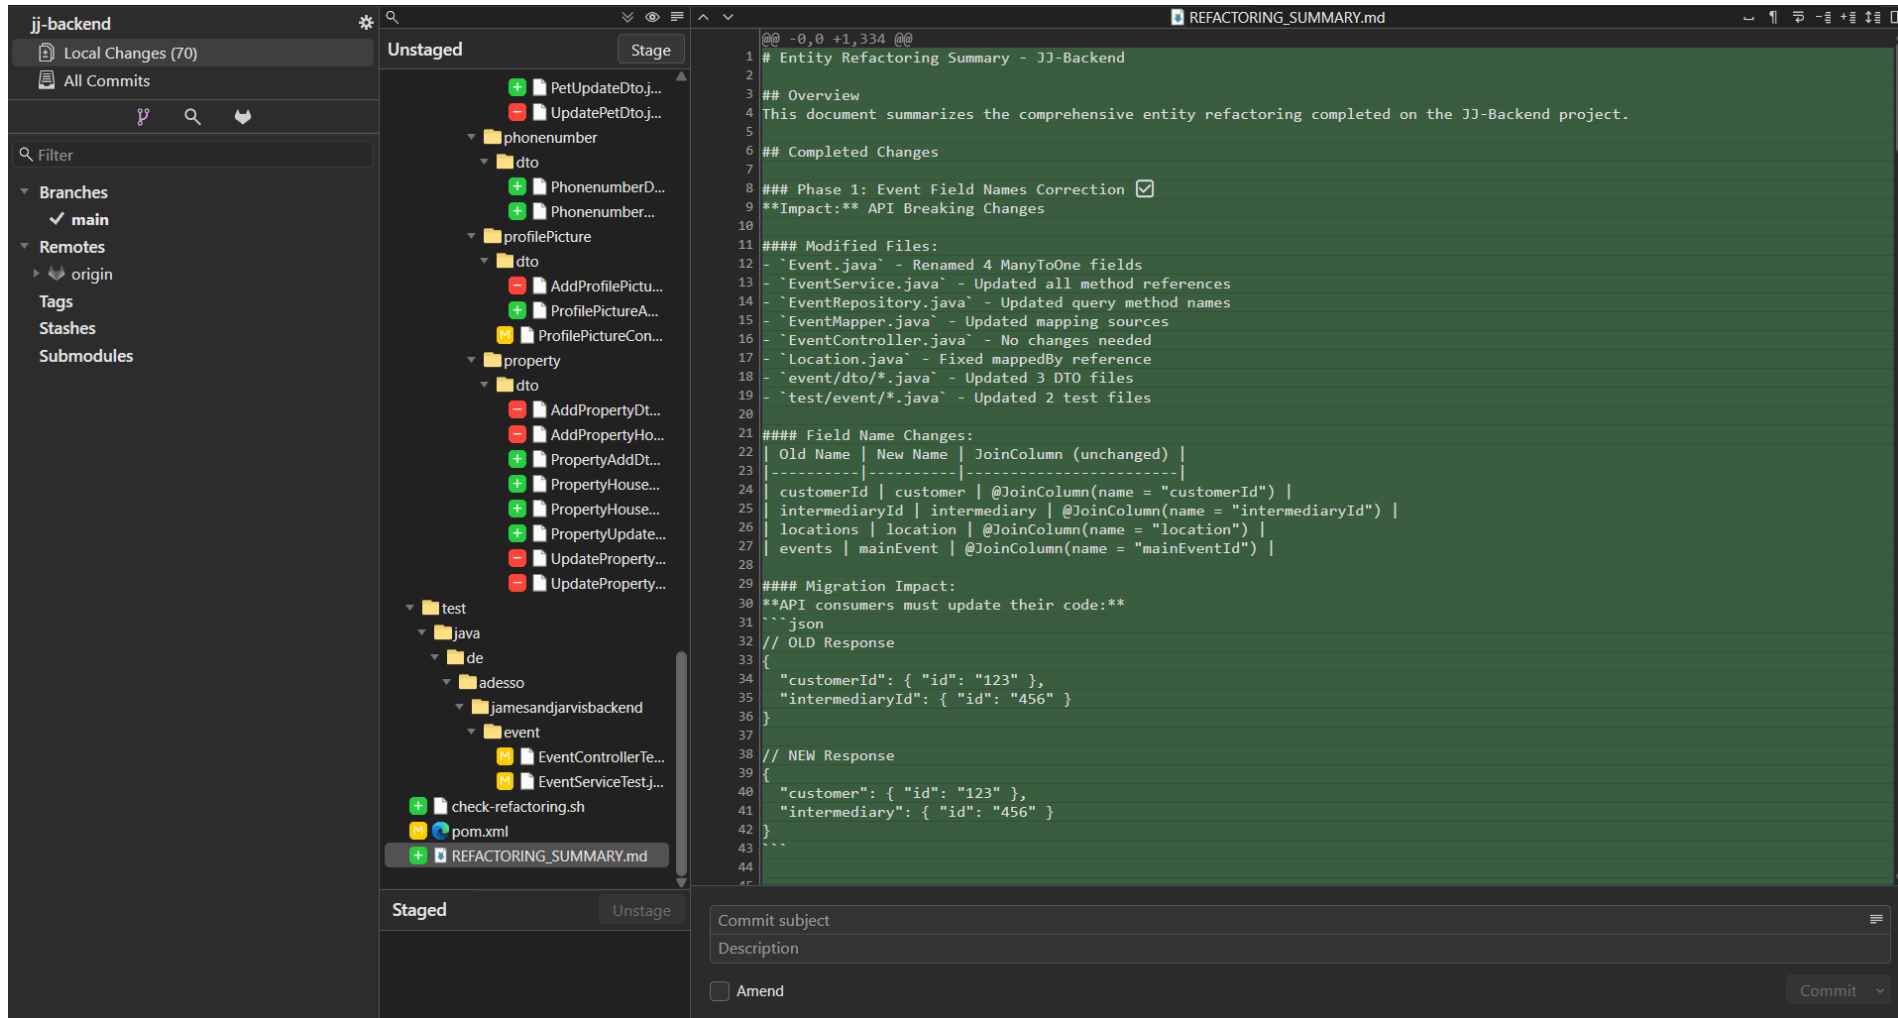 jj-backend
Local Changes (70)
All Commits
Filter
Branches
main
Remotes
origin
Tags
Stashes
Submodules
Unstaged
Stage
PetUpdateDto.j...
UpdatePetDto.j...
phonenumber
dto
PhonenumberD...
Phonenumber...
profilePicture
dto
AddProfilePictu...
ProfilePictureA...
M ProfilePictureCon...
property
dto
AddPropertyDt...
AddPropertyHo...
PropertyAddDt...
PropertyHouse...
PropertyHouse...
PropertyUpdate...
UpdateProperty...
UpdateProperty...
test
java
de
adesso
jamesandjarvisbackend
event
M EventControllerTe...
M EventServiceTest.j...
check-refactoring.sh
M pom.xml
REFACTORING_SUMMARY.md
Staged
Unstage
REFACTORING_SUMMARY.md
@@ -0,0 +1,334 @@
1 # Entity Refactoring Summary - JJ-Backend
2
3 ## Overview
4 This document summarizes the comprehensive entity refactoring completed on the JJ-Backend project.
5
6 ## Completed Changes
7
8 ### Phase 1: Event Field Names Correction ☑
9 **Impact:** API Breaking Changes
10
11 #### Modified Files:
12 - `Event.java` - Renamed 4 ManyToOne fields
13 - `EventService.java` - Updated all method references
14 - `EventRepository.java` - Updated query method names
15 - `EventMapper.java` - Updated mapping sources
16 - `EventController.java` - No changes needed
17 - `Location.java` - Fixed mappedBy reference
18 - `event/dto/*.java` - Updated 3 DTO files
19 - `test/event/*.java` - Updated 2 test files
20
21 #### Field Name Changes:
22 | Old Name | New Name | JoinColumn (unchanged) |
23 |----------|----------|------------------------|
24 | customerId | customer | @JoinColumn(name = "customerId") |
25 | intermediaryId | intermediary | @JoinColumn(name = "intermediaryId") |
26 | locations | location | @JoinColumn(name = "location") |
27 | events | mainEvent | @JoinColumn(name = "mainEventId") |
28
29 #### Migration Impact:
30 **API consumers must update their code:**
31 ```json
32 // OLD Response
33 {
34 "customerId": { "id": "123" },
35 "intermediaryId": { "id": "456" }
36 }
37
38 // NEW Response
39 {
40 "customer": { "id": "123" },
41 "intermediary": { "id": "456" }
42 }
43 ```
44
Commit subject
Description
Amend
Commit